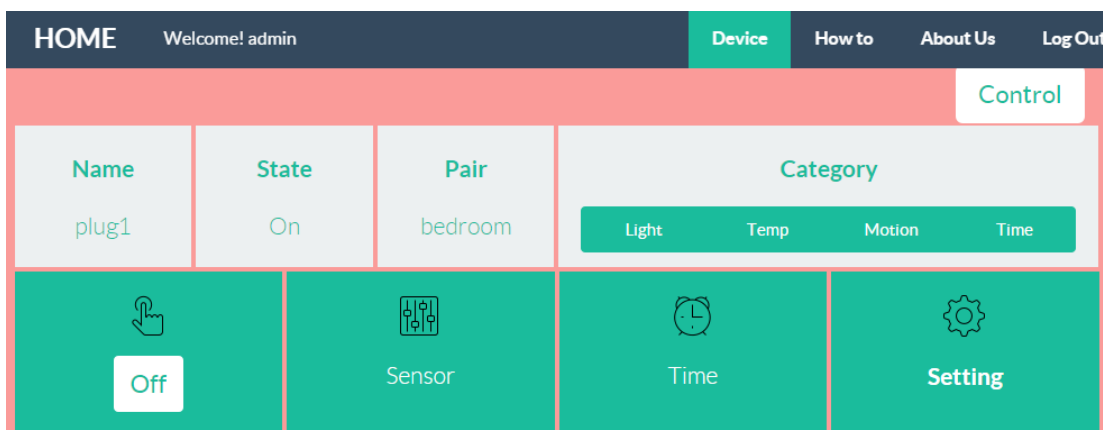 HOME Welcome! admin Device How to About Us Log Out
Control
Name State Pair Category
plug1 On bedroom Light Temp Motion Time
Off Sensor Time Setting